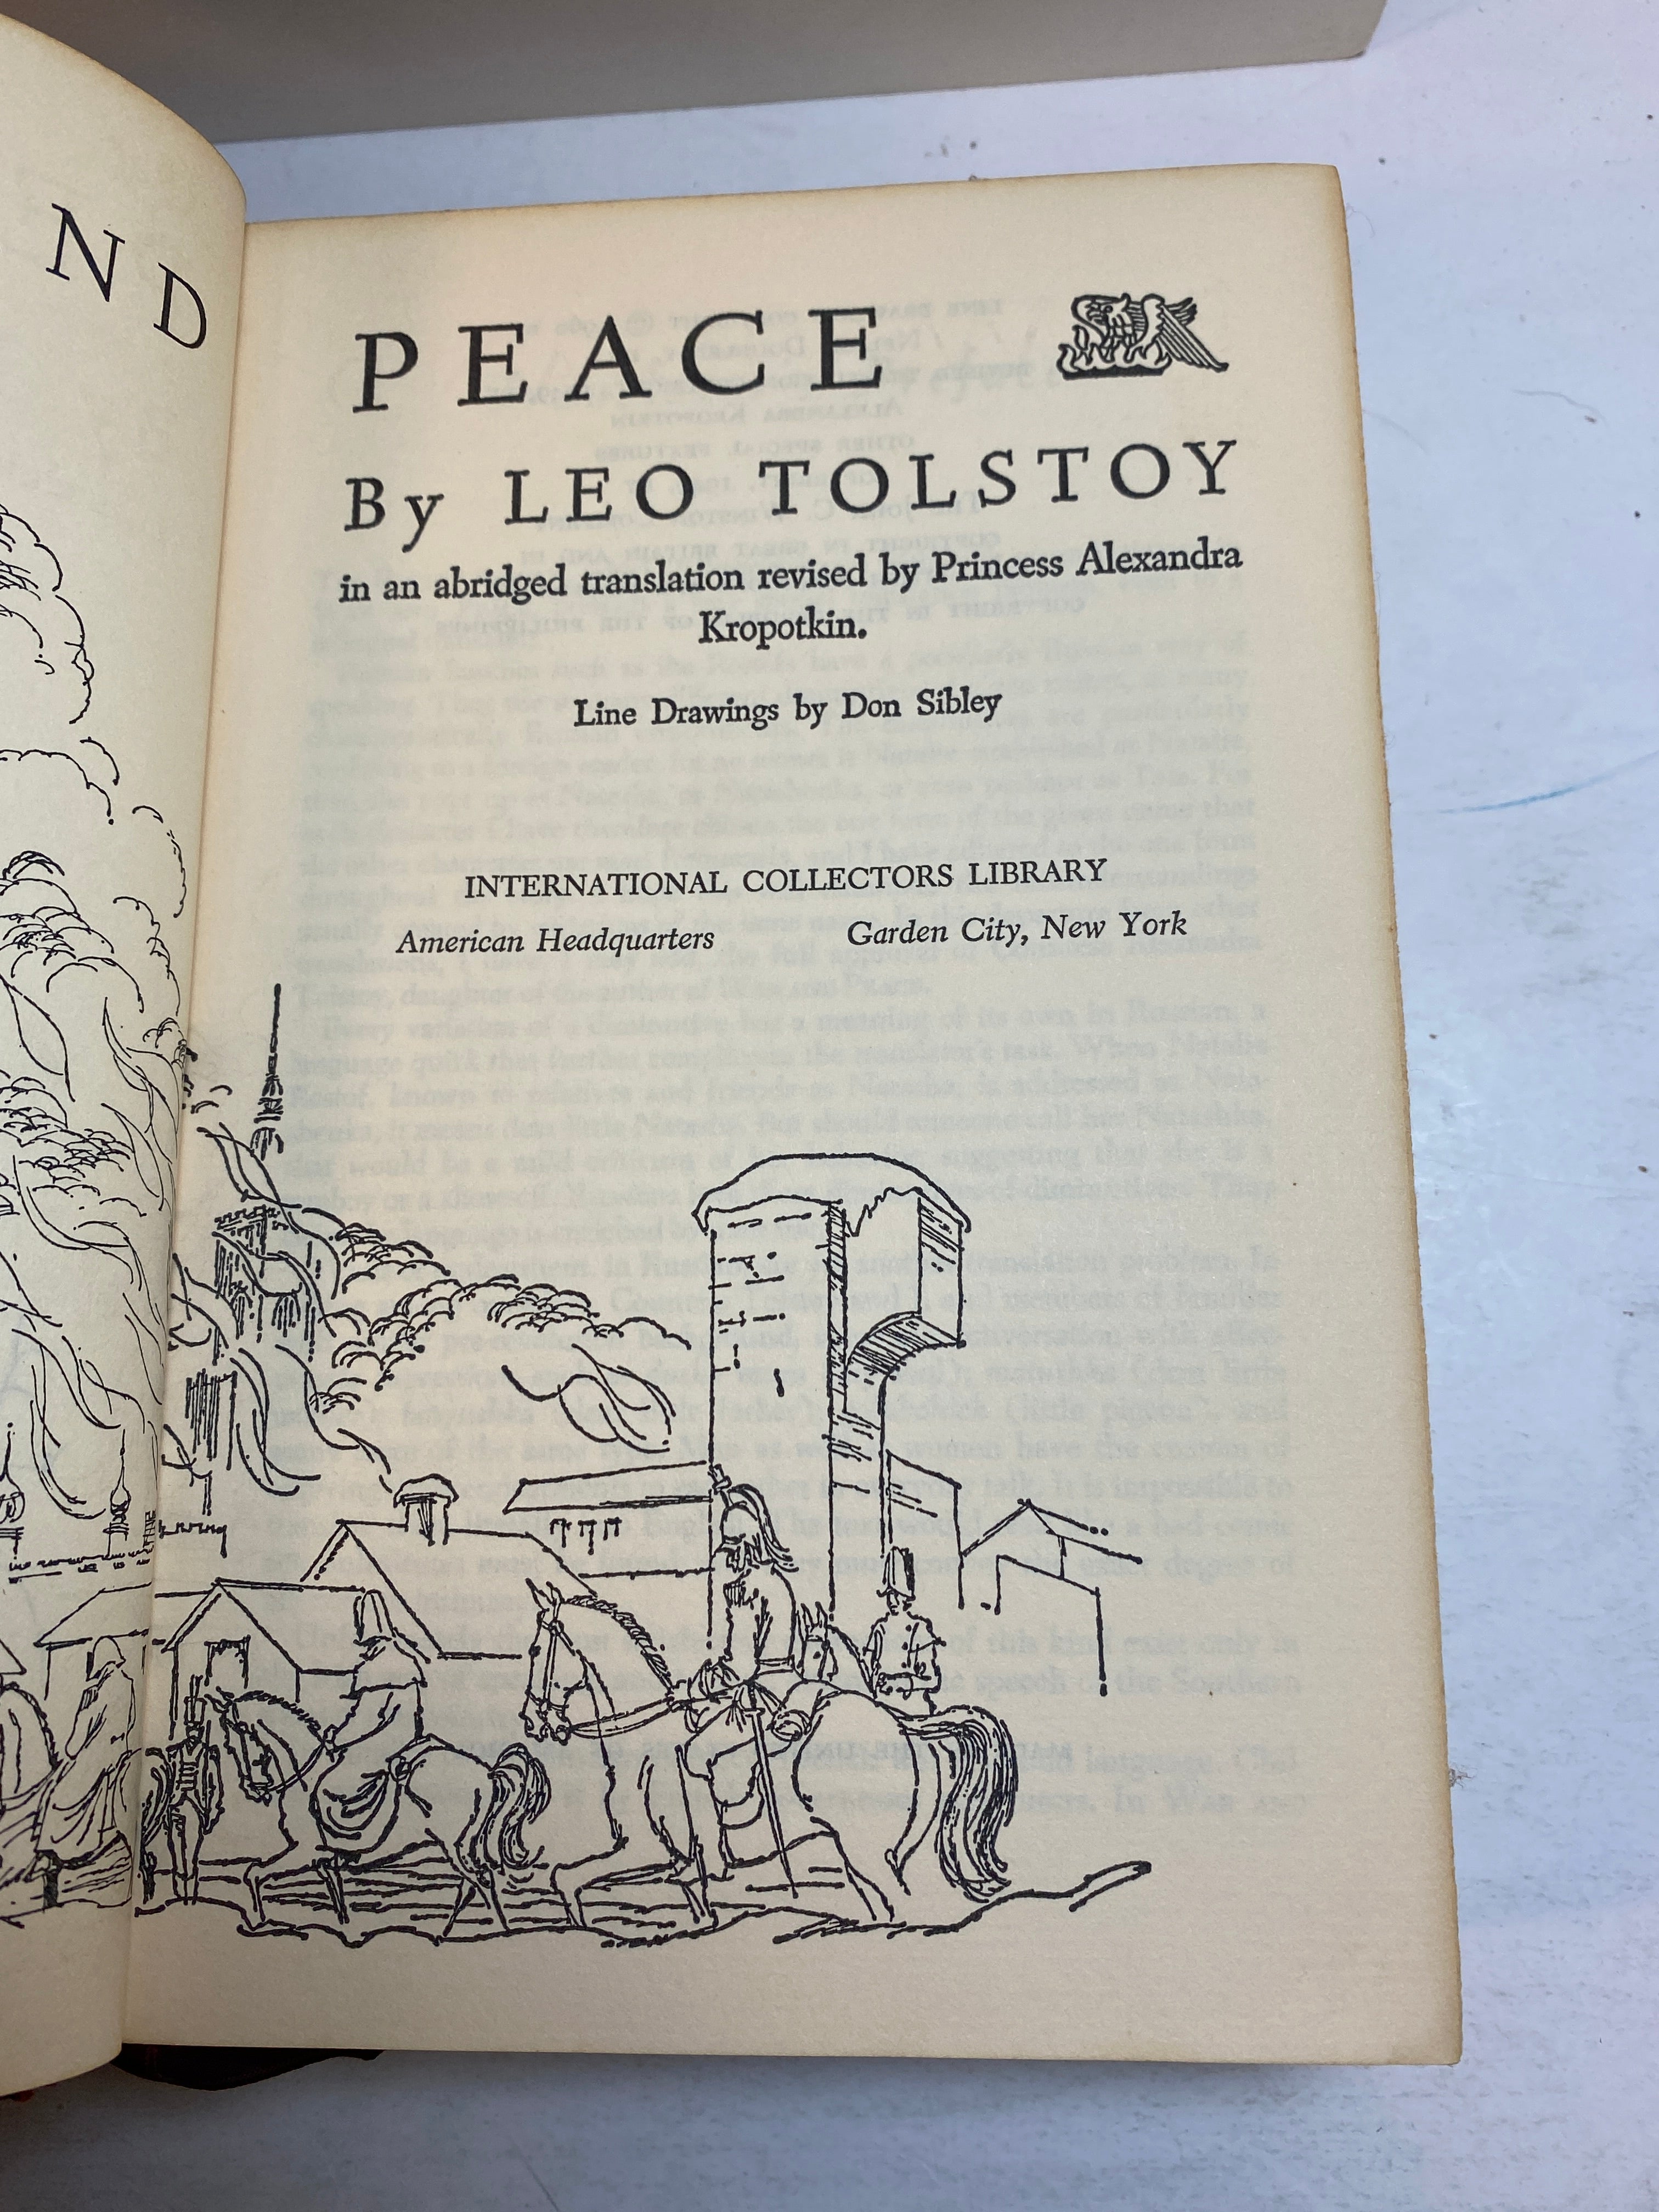 ND
PEACE
By LEO TOLSTOY
in an abridged translation revised by Princess Alexandra
Kropotkin.
Line Drawings by Don Sibley
INTERNATIONAL COLLECTORS LIBRARY
American Headquarters Garden City, New York